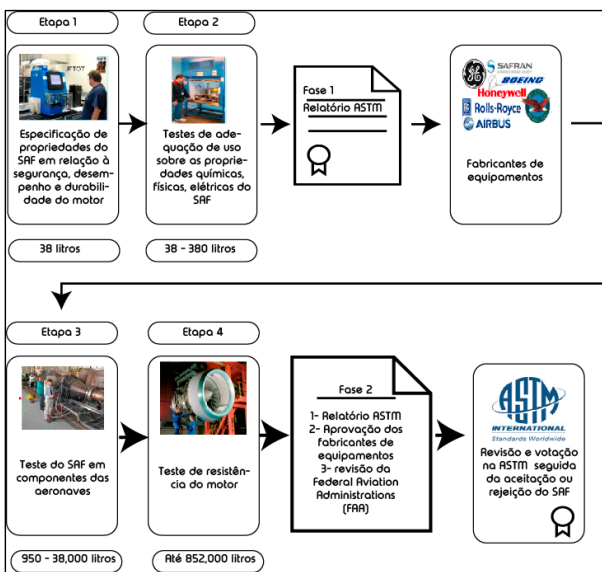 Etapa 1
Etapa 2
Especificação de
propriedades do
SAF em relação à
segurança, desem-
penho e durabili-
dade do motor
Testes de ade-
quação de uso
sobre as proprie-
dades químicas,
físicas, elétricas do
SAF
38 litros
38 - 380 litros
Fase 1
Relatório ASTM
SAFRAN
BOEING
Honeywell
Rolls-Royce
AIRBUS
Fabricantes de
equipamentos
Etapa 3
Etapa 4
Teste do SAF em
componentes das
aeronaves
Teste de resistên-
cia do motor
950 - 38,000 litros
Até 852,000 litros
Fase 2
1- Relatório ASTM
2- Aprovação dos
fabricantes de
equipamentos
3- revisão da
Federal Aviation
Administrations
(FAA)
ASTM
INTERNATIONAL
Standards Worldwide
Revisão e votação
na ASTM seguida
da aceitação ou
rejeição do SAF